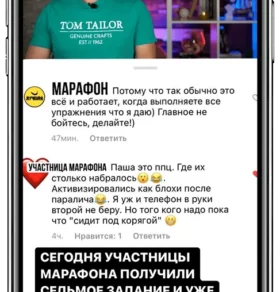 TOM TAILOR
GENUINE CRAFTS
EST // 1962
МАРАФОН Потому что так обычно это
всё и работает, когда выполняете все
упражнения что я даю) Главное не
бойтесь, делайте!)
47мин. Ответить
УЧАСТНИЦА МАРАФОНА Паша это ппц. Где их
столько набралось😮😂.
Активизировались как блохи после
паралича😂. Я уж и телефон в руки
второй не беру. Но того кого надо пока
что "сидит под корягой" 🤭
4ч. Нравится: 1 Ответить
СЕГОДНЯ УЧАСТНИЦЫ
МАРАФОНА ПОЛУЧИЛИ
СЕДЬМОЕ ЗАДАНИЕ И УЖЕ